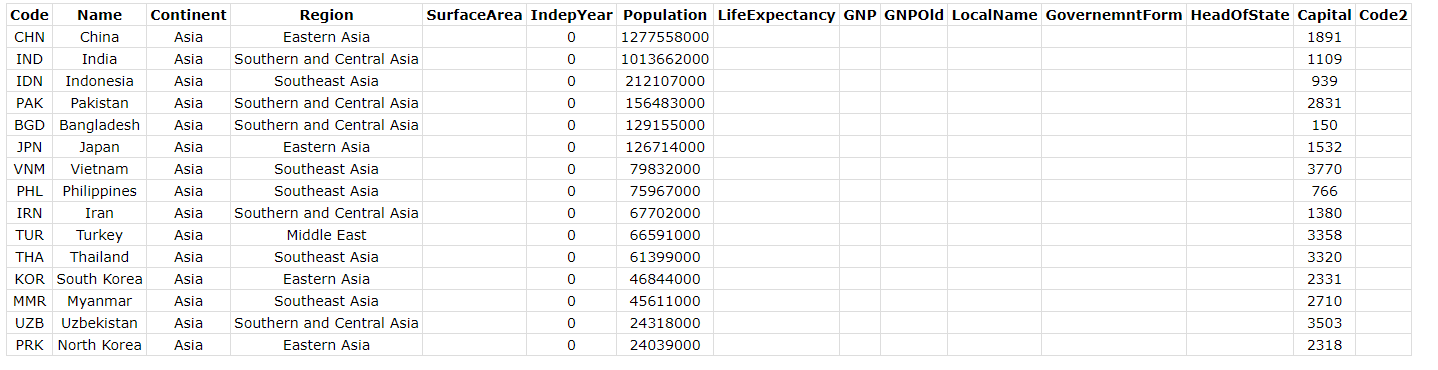 Code Name Continent Region SurfaceArea IndepYear Population LifeExpectancy GNP GNPOld LocalName GovernemntForm HeadOfState Capital Code2
CHN China Asia Eastern Asia 0 1277558000 1891
IND India Asia Southern and Central Asia 0 1013662000 1109
IDN Indonesia Asia Southeast Asia 0 212107000 939
PAK Pakistan Asia Southern and Central Asia 0 156483000 2831
BGD Bangladesh Asia Southern and Central Asia 0 129155000 150
JPN Japan Asia Eastern Asia 0 126714000 1532
VNM Vietnam Asia Southeast Asia 0 79832000 3770
PHL Philippines Asia Southeast Asia 0 75967000 766
IRN Iran Asia Southern and Central Asia 0 67702000 1380
TUR Turkey Asia Middle East 0 66591000 3358
THA Thailand Asia Southeast Asia 0 61399000 3320
KOR South Korea Asia Eastern Asia 0 46844000 2331
MMR Myanmar Asia Southeast Asia 0 45611000 2710
UZB Uzbekistan Asia Southern and Central Asia 0 24318000 3503
PRK North Korea Asia Eastern Asia 0 24039000 2318